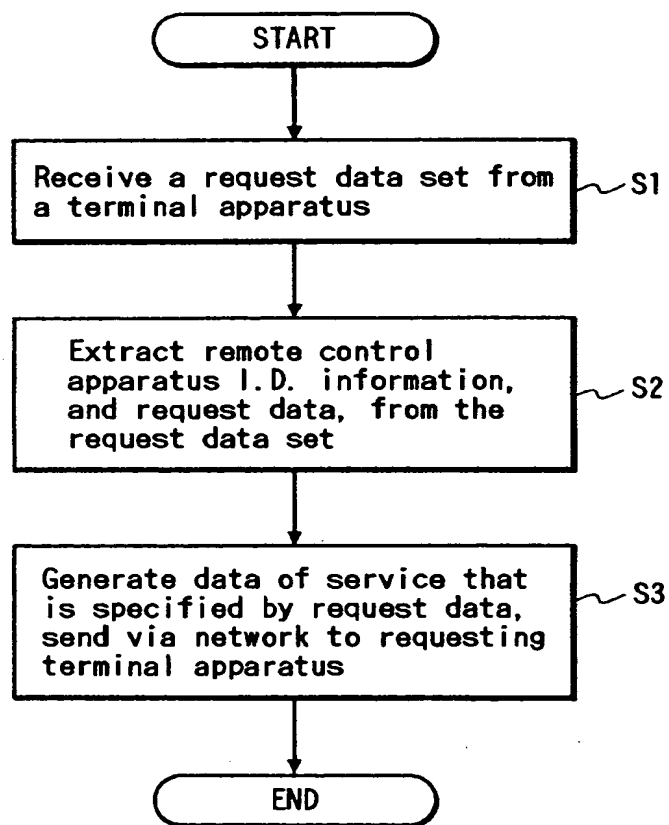 START
Receive a request data set from
a terminal apparatus
S1
Extract remote control
apparatus I.D. information,
and request data, from the
request data set
S2
Generate data of service that
is specified by request data,
send via network to requesting
terminal apparatus
S3
END